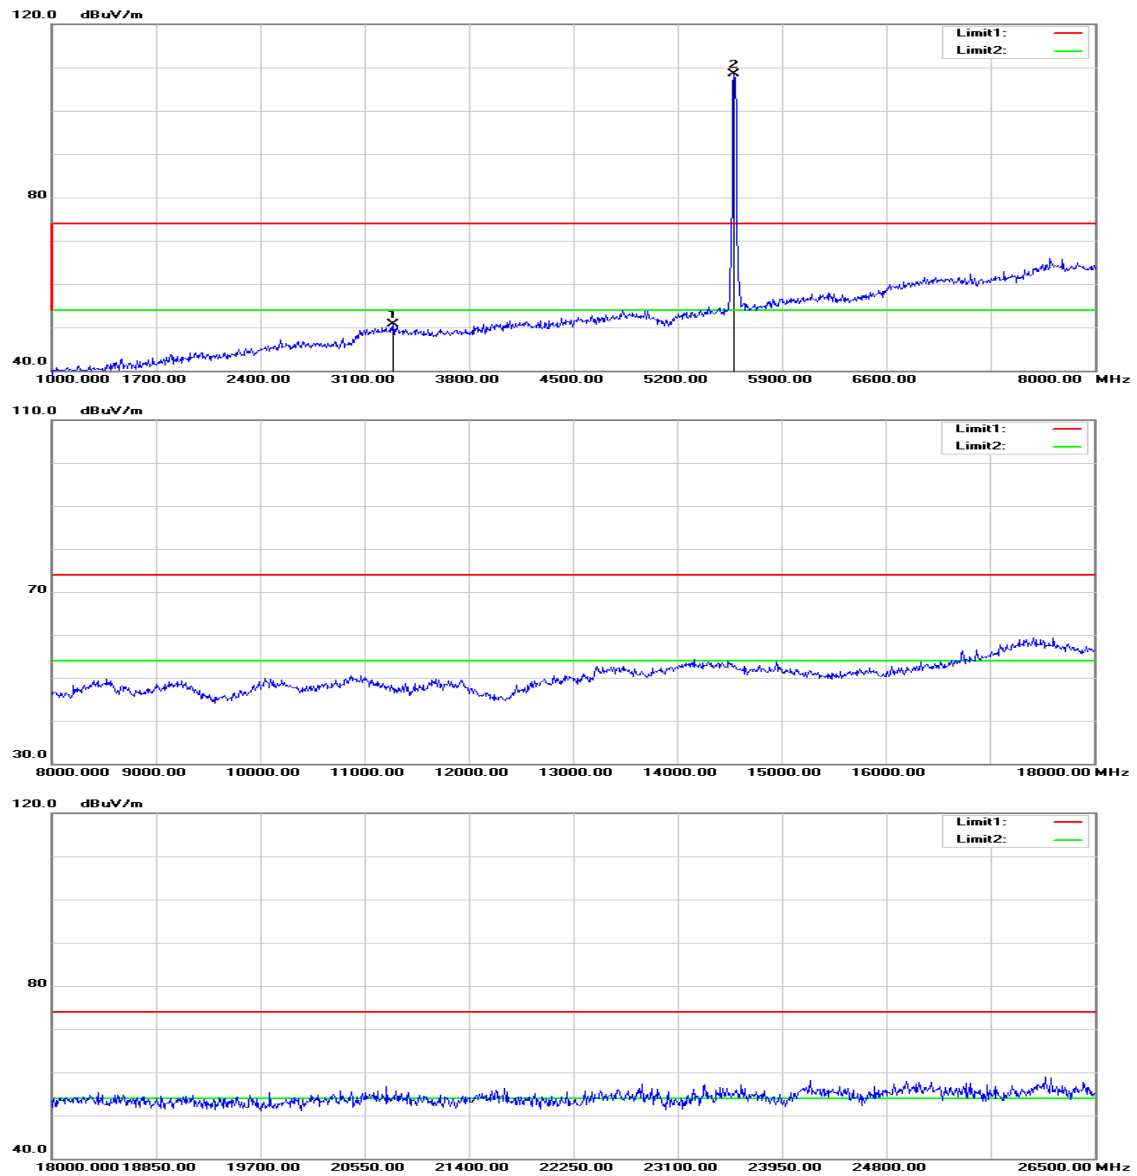 120.0 dBuV/m
Limit1:
Limit2:
2
80
1
40.0
1000.000 1700.00 2400.00 3100.00 3800.00 4500.00 5200.00 5900.00 6600.00 8000.00 MHz
110.0 dBuV/m
Limit1:
Limit2:
70
30.0
8000.000 9000.00 10000.00 11000.00 12000.00 13000.00 14000.00 15000.00 16000.00 18000.00 MHz
120.0 dBuV/m
Limit1:
Limit2:
80
40.0
18000.000 18850.00 19700.00 20550.00 21400.00 22250.00 23100.00 23950.00 24800.00 26500.00 MHz